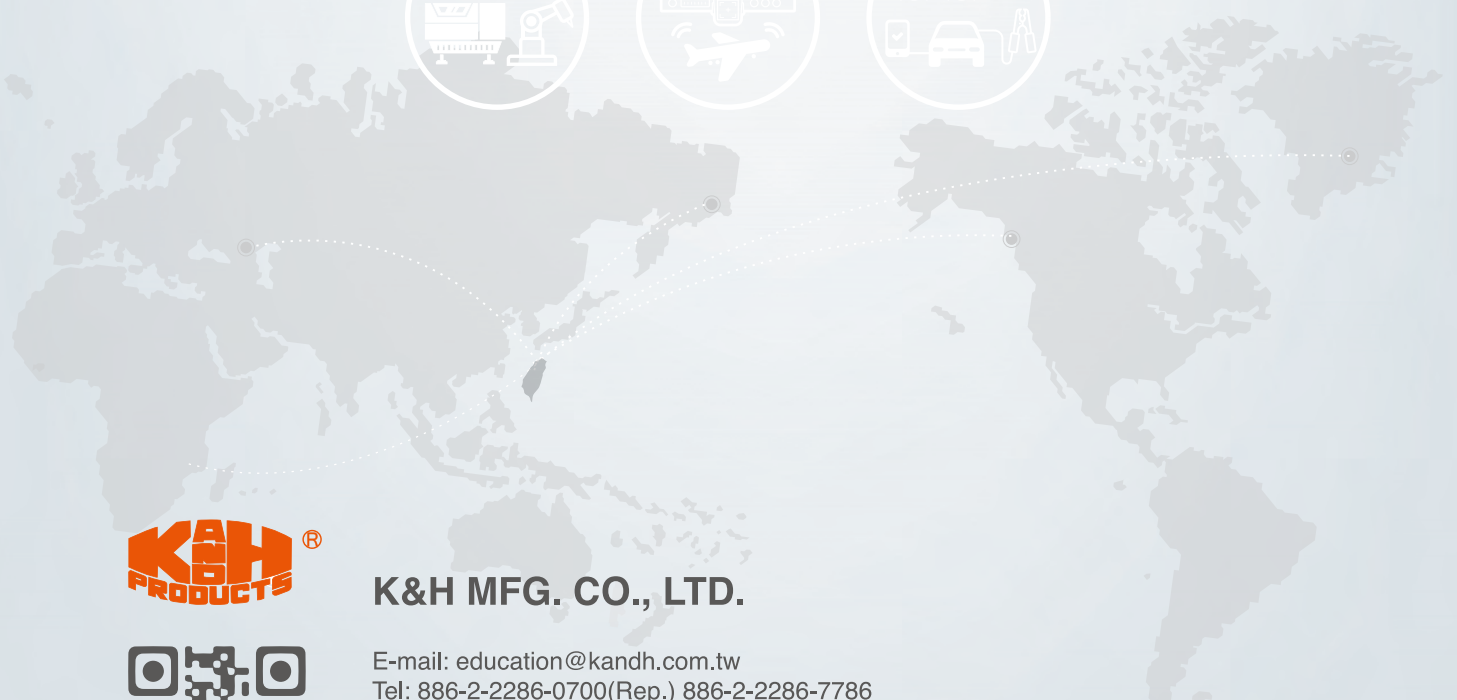 K AND H ®
PRODUCTS
K&H MFG. CO., LTD.
E-mail: education@kandh.com.tw
Tel: 886-2-2286-0700(Rep.) 886-2-2286-7786